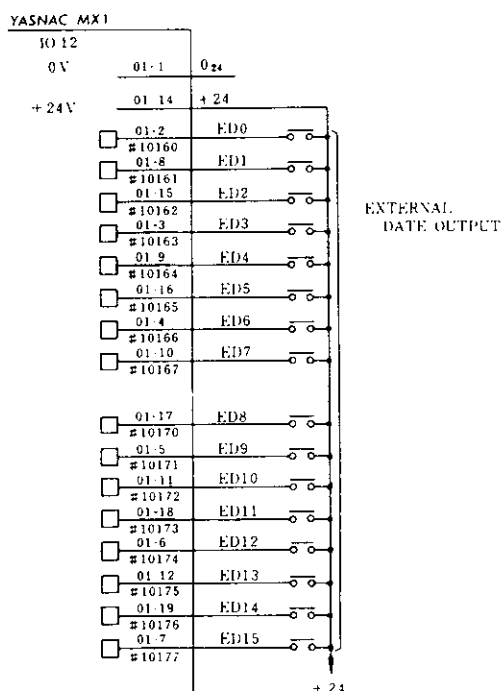 YASNAC MX1
IO 12
0V 01-1 0₂₄
+24V 01-14 +24
01-2 ED0
#10160
01-8 ED1
#10161
01-15 ED2
#10162
01-3 ED3
#10163
01-9 ED4
#10164
01-16 ED5
#10165
01-4 ED6
#10166
01-10 ED7
#10167
EXTERNAL
DATE OUTPUT
01-17 ED8
#10170
01-5 ED9
#10171
01-11 ED10
#10172
01-18 ED11
#10173
01-6 ED12
#10174
01-12 ED13
#10175
01-19 ED14
#10176
01-7 ED15
#10177
+24